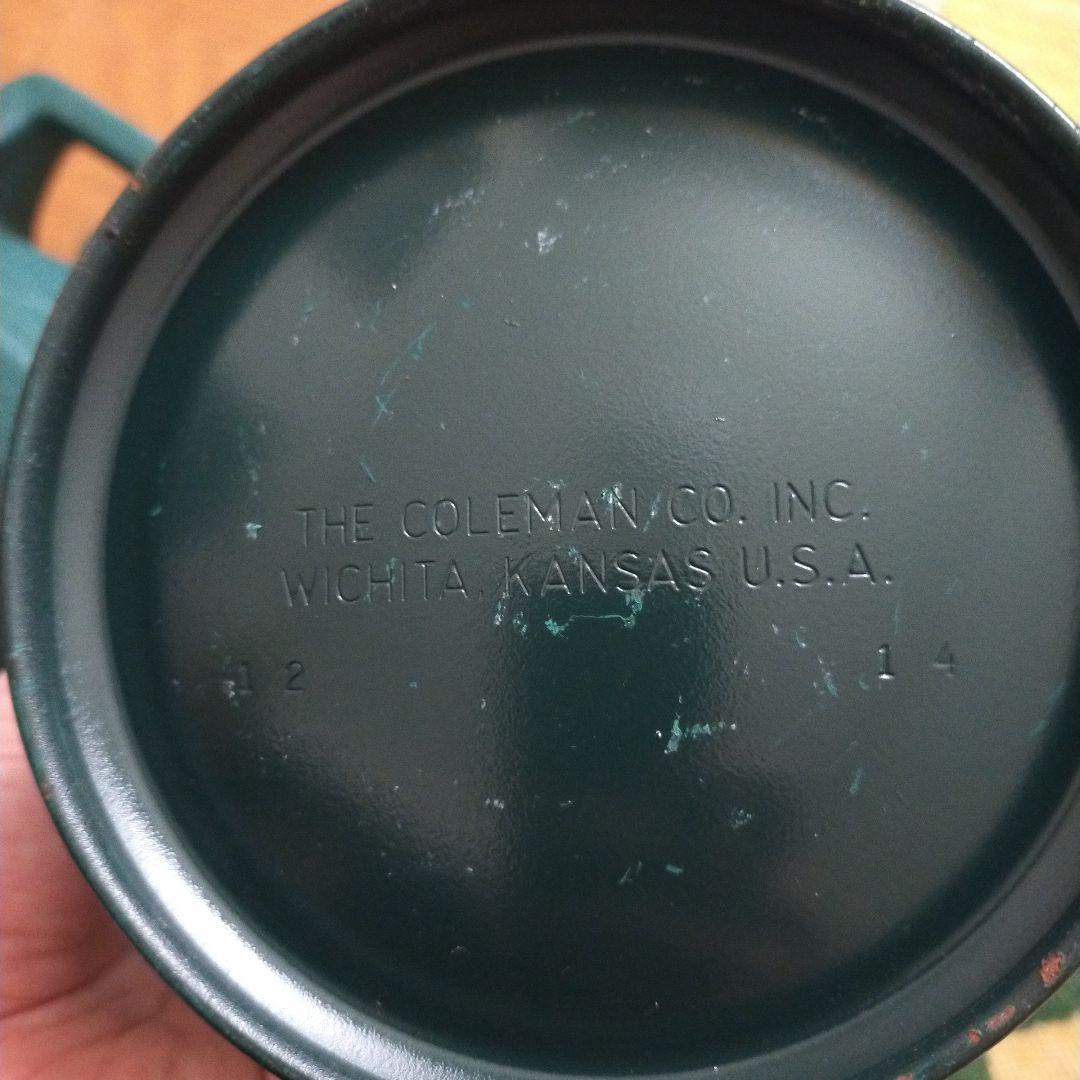 THE COLEMAN CO. INC.
WICHITA, KANSAS U.S.A.
12 14